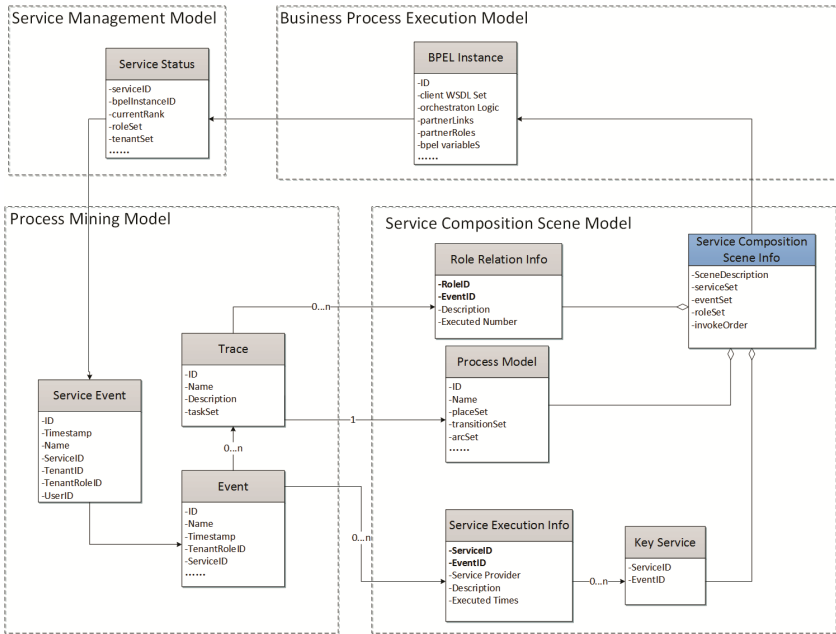 Service Management Model
Service Status
-serviceID
-bpelInstanceID
-currentRank
-roleSet
-tenantSet
......
Business Process Execution Model
BPEL Instance
-ID
-client WSDL Set
-orchestraton Logic
-partnerLinks
-partnerRoles
-bpel variableS
......
Process Mining Model
Trace
-ID
-Name
-Description
-taskSet
Service Event
-ID
-Timestamp
-Name
-ServiceID
-TenantID
-TenantRoleID
-UserID
0...n
Event
-ID
-Name
-Timestamp
-TenantRoleID
-ServiceID
......
0...n
1
0...n
Service Composition Scene Model
Role Relation Info
-RoleID
-EventID
-Description
-Executed Number
Process Model
-ID
-Name
-placeSet
-transitionSet
-arcSet
......
Service Execution Info
-ServiceID
-EventID
-Service Provider
-Description
-Executed Times
0...n
Key Service
-ServiceID
-EventID
Service Composition
Scene Info
-SceneDescription
-serviceSet
-eventSet
-roleSet
-invokeOrder